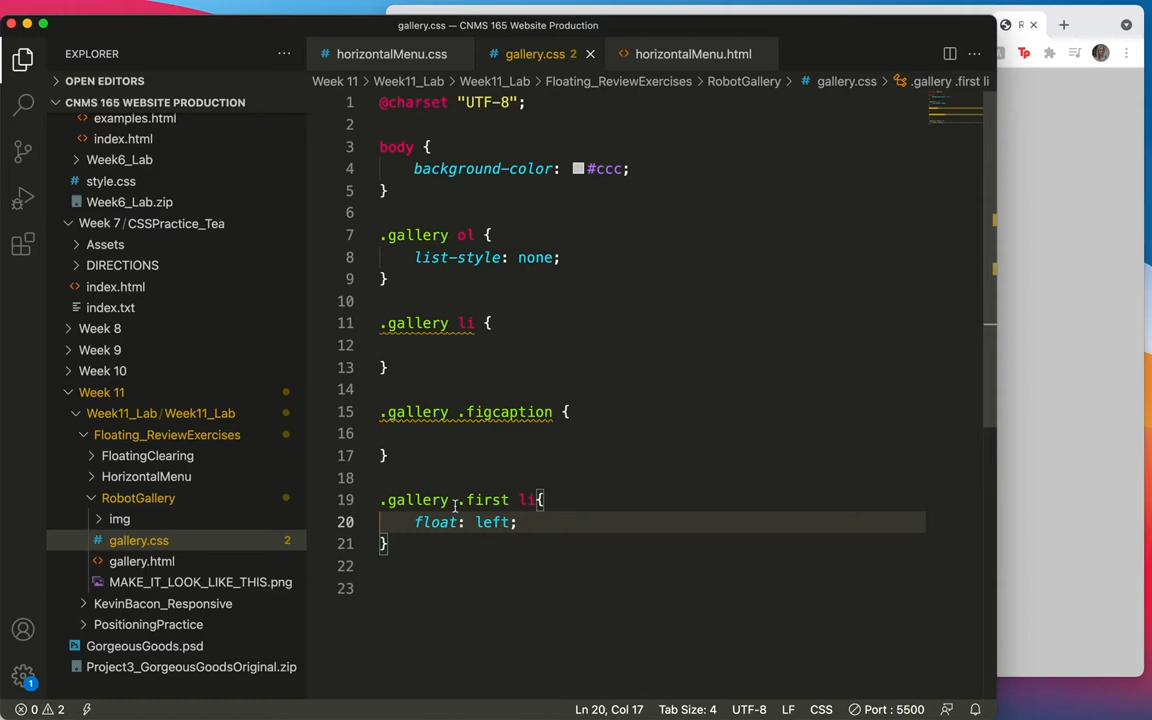 gallery.css — CNMS 165 Website Production
EXPLORER
horizontalMenu.css
gallery.css 2
horizontalMenu.html
R
Tp
OPEN EDITORS
CNMS 165 WEBSITE PRODUCTION
examples.html
index.html
Week6_Lab
style.css
Week6_Lab.zip
Week 7 / CSSPractice_Tea
Assets
DIRECTIONS
index.html
index.txt
Week 8
Week 9
Week 10
Week 11
Week11_Lab / Week11_Lab
Floating_ReviewExercises
FloatingClearing
HorizontalMenu
RobotGallery
img
gallery.css 2
gallery.html
MAKE_IT_LOOK_LIKE_THIS.png
KevinBacon_Responsive
PositioningPractice
GorgeousGoods.psd
Project3_GorgeousGoodsOriginal.zip
1
Week 11 > Week11_Lab > Week11_Lab > Floating_ReviewExercises > RobotGallery > # gallery.css > .gallery .first li
1 @charset "UTF-8";
2
3 body {
4 background-color: #ccc;
5 }
6
7 .gallery ol {
8 list-style: none;
9 }
10
11 .gallery li {
12
13 }
14
15 .gallery .figcaption {
16
17 }
18
19 .gallery .first li{
20 float: left;
21 }
22
23
0 2
Ln 20, Col 17 Tab Size: 4 UTF-8 LF CSS Port : 5500